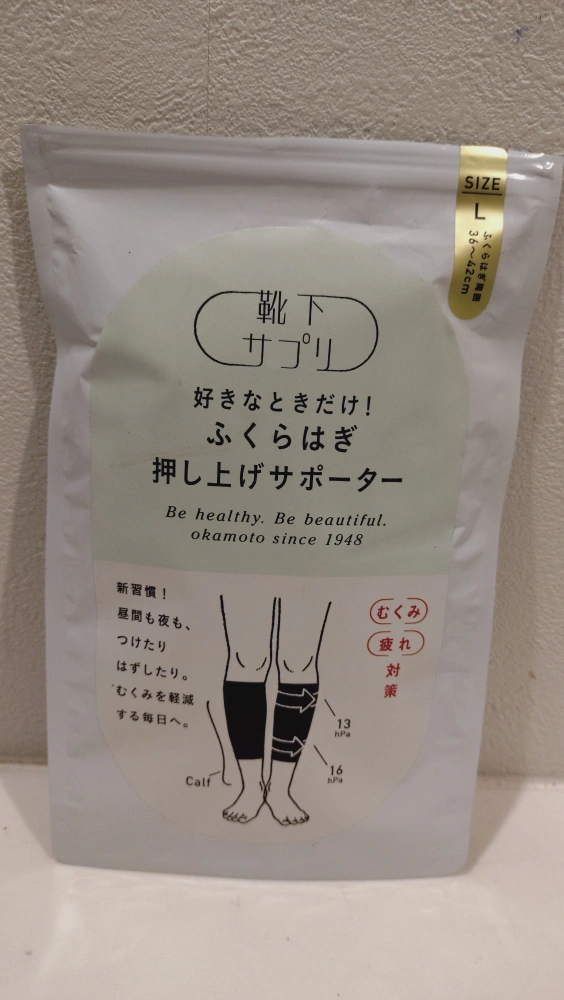 SIZE
L
ふくらはぎ周囲
36〜42cm
靴下
サプリ
好きなときだけ！
ふくらはぎ
押し上げサポーター
Be healthy. Be beautiful.
okamoto since 1948
新習慣！
昼間も夜も、
つけたり
はずしたり。
むくみを軽減
する毎日へ。
むくみ
疲れ
対
策
13
hPa
16
hPa
Calf